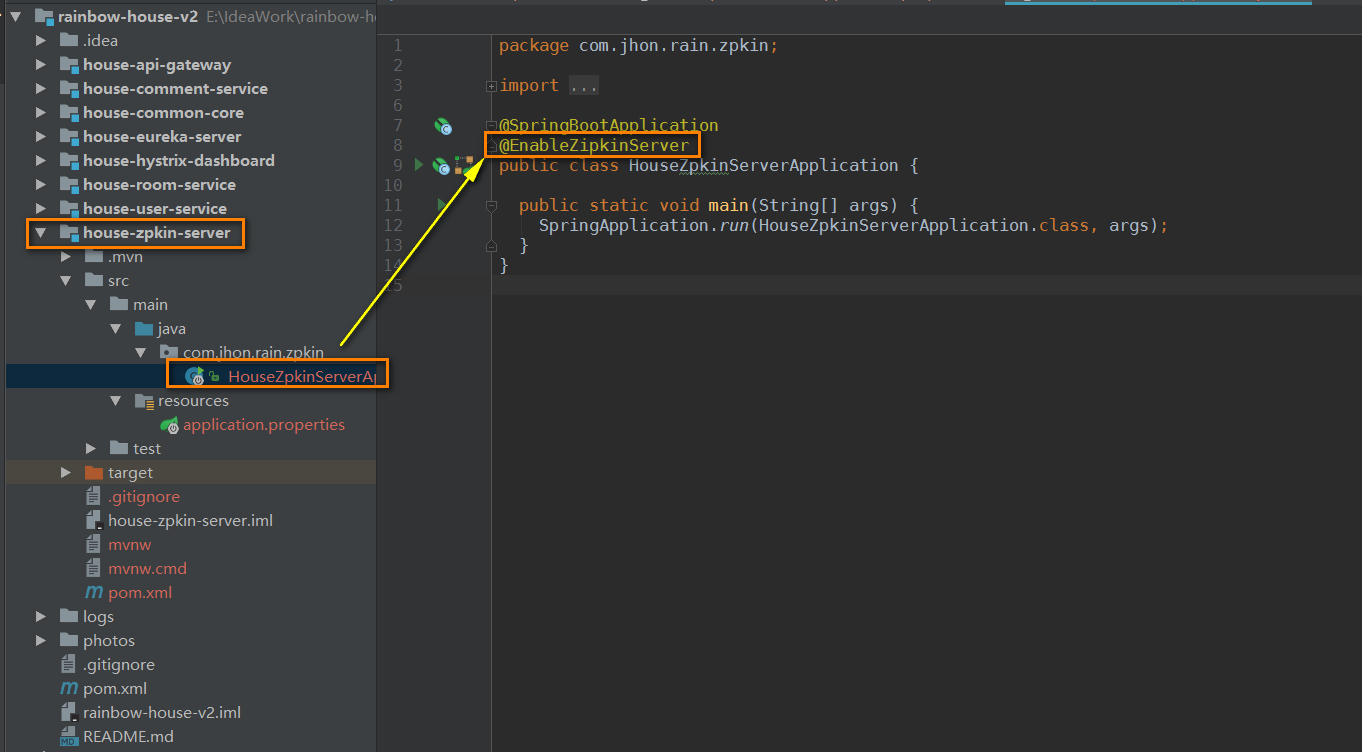 rainbow-house-v2 E:\IdeaWork\rainbow-h
.idea
house-api-gateway
house-comment-service
house-common-core
house-eureka-server
house-hystrix-dashboard
house-room-service
house-user-service
house-zpkin-server
.mvn
src
main
java
com.jhon.rain.zpkin
HouseZpkinServerAp
resources
application.properties
test
target
.gitignore
house-zpkin-server.iml
mvnw
mvnw.cmd
pom.xml
logs
photos
.gitignore
pom.xml
rainbow-house-v2.iml
README.md
1 package com.jhon.rain.zpkin;
2
3 import ...
6
7 @SpringBootApplication
8 @EnableZipkinServer
9 public class HouseZpkinServerApplication {
10
11 public static void main(String[] args) {
12 SpringApplication.run(HouseZpkinServerApplication.class, args);
13 }
14 }
15